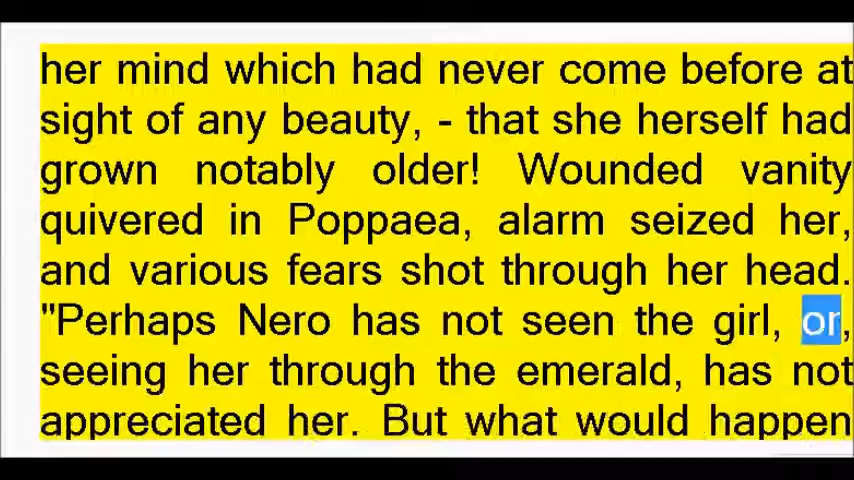 her mind which had never come before at
sight of any beauty, - that she herself had
grown notably older! Wounded vanity
quivered in Poppaea, alarm seized her,
and various fears shot through her head.
"Perhaps Nero has not seen the girl, or,
seeing her through the emerald, has not
appreciated her. But what would happen